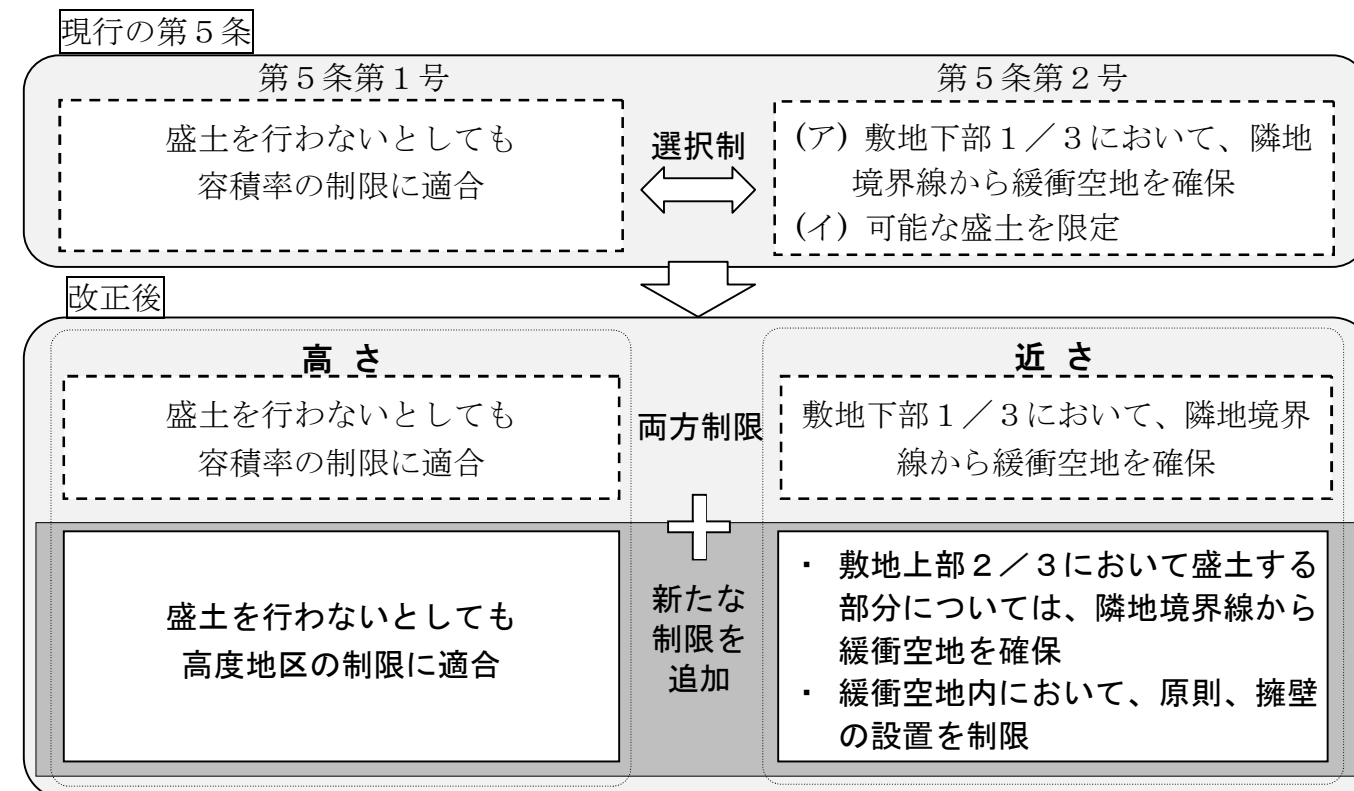 現行の第５条
第５条第１号
盛土を行わないとしても
容積率の制限に適合
選択制
第５条第２号
(ア) 敷地下部１／３において、隣地
境界線から緩衝空地を確保
(イ) 可能な盛土を限定
改正後
高 さ
盛土を行わないとしても
容積率の制限に適合
両方制限
近 さ
敷地下部１／３において、隣地境界
線から緩衝空地を確保
盛土を行わないとしても
高度地区の制限に適合
新たな
制限を
追加
・ 敷地上部２／３において盛土する
部分については、隣地境界線から
緩衝空地を確保
・ 緩衝空地内において、原則、擁壁
の設置を制限